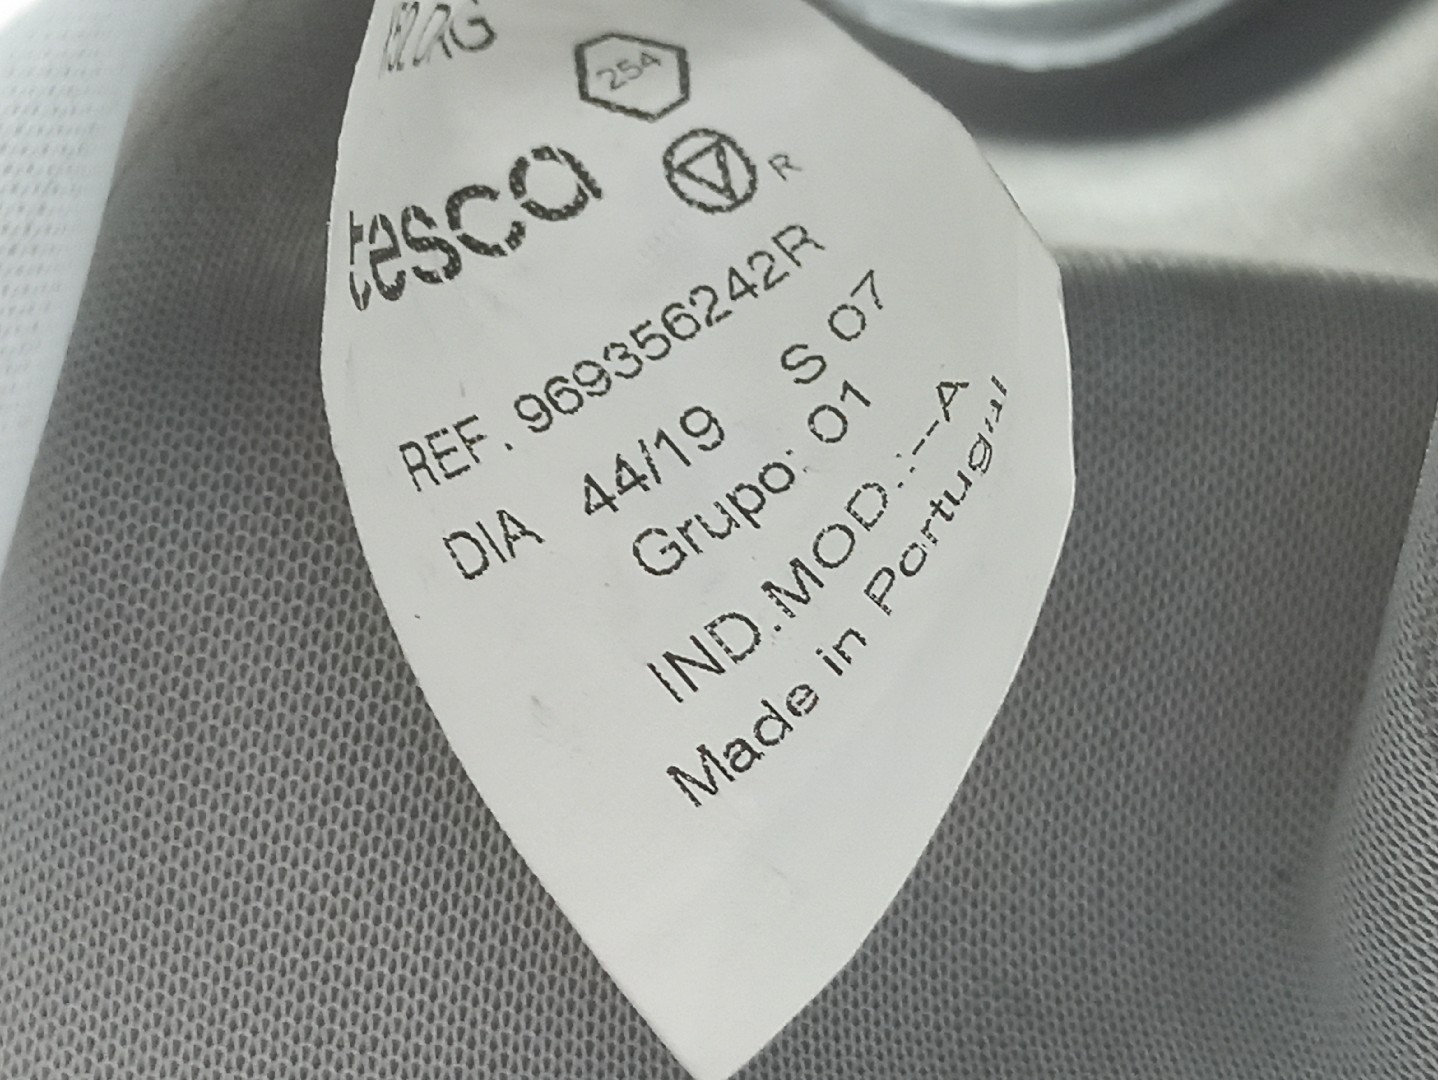 254
tesca
R
REF. 969356242R
DIA 44/19 S 07
Grupo: 01
IND.MOD.:--A
Made in Portugal